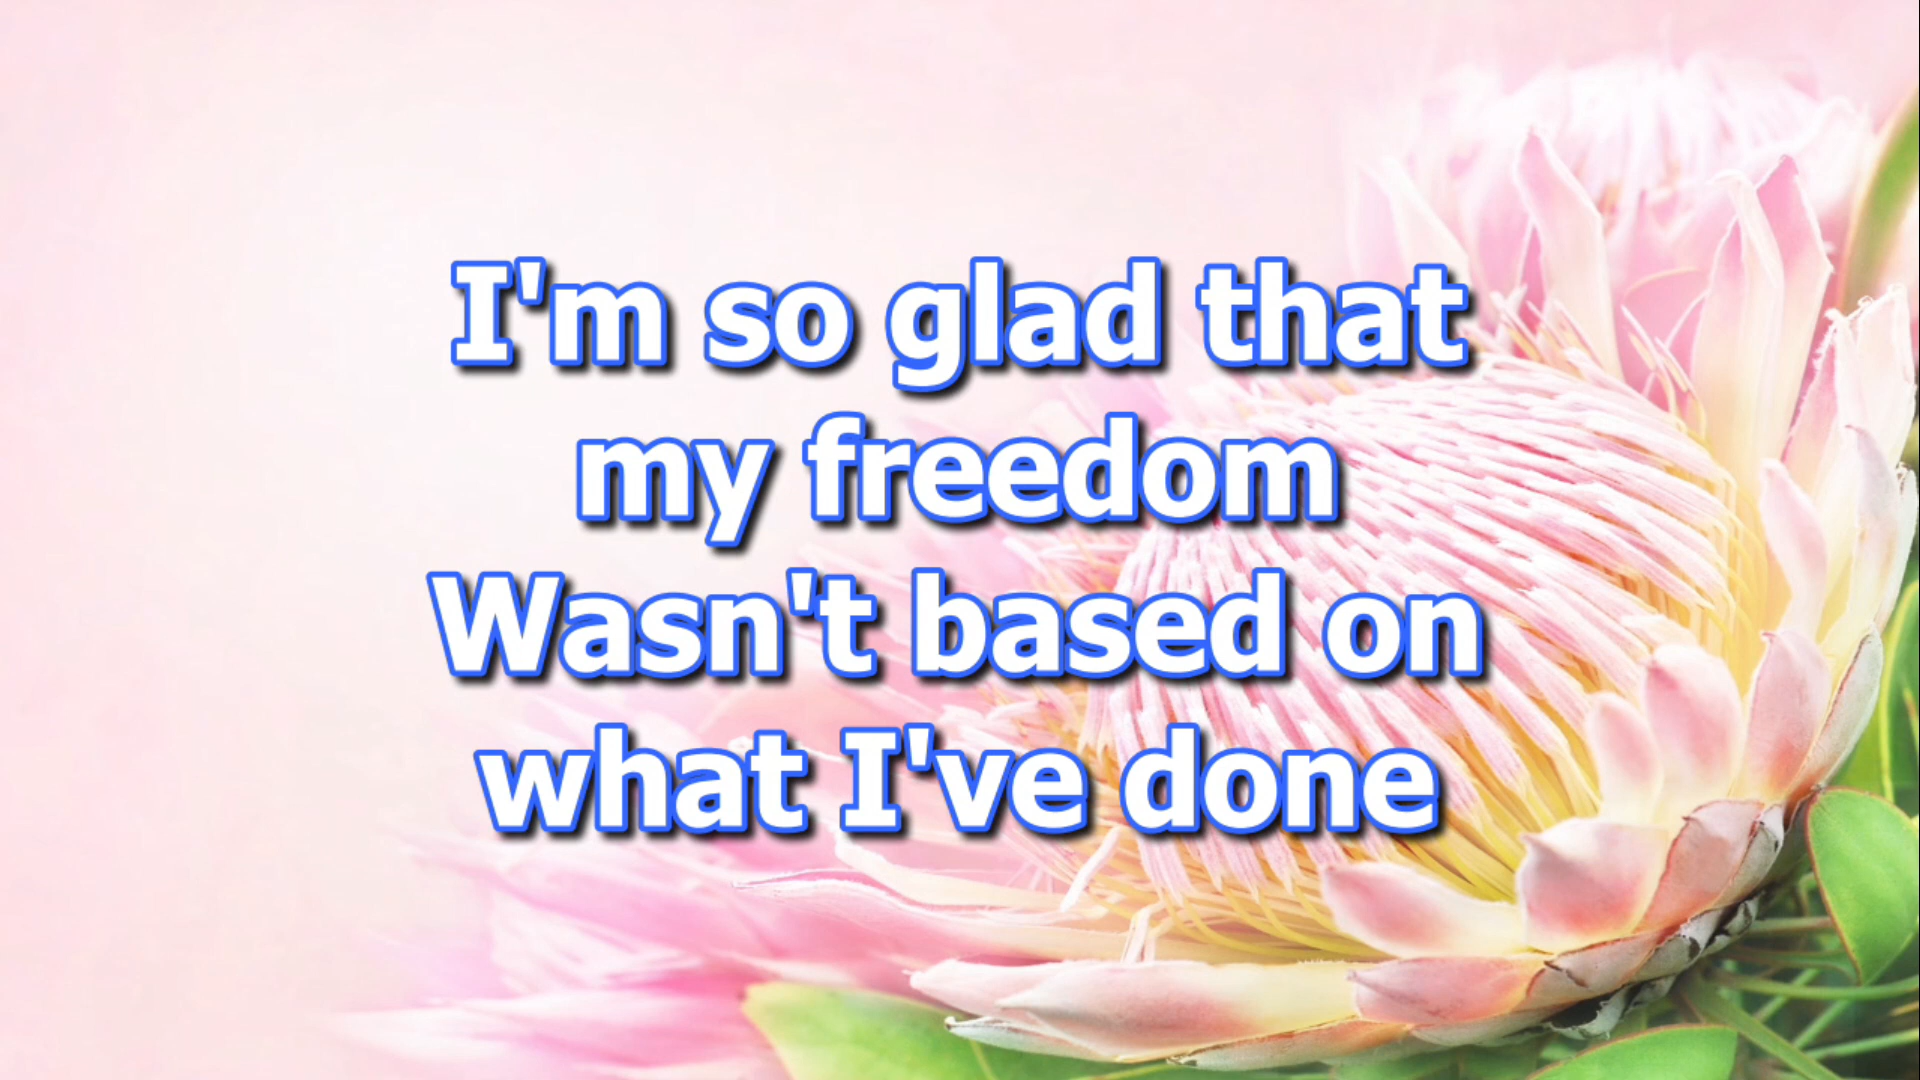 I'm so glad that
my freedom
Wasn't based on
what I've done